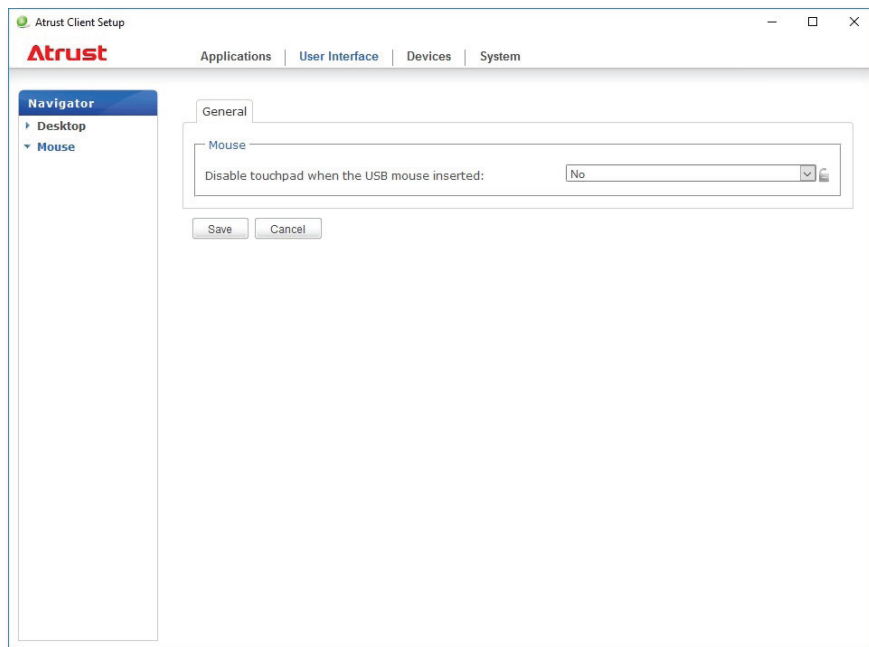 Atrust Client Setup
Atrust
Applications User Interface Devices System
Navigator
Desktop
Mouse
General
Mouse
Disable touchpad when the USB mouse inserted: No
Save Cancel